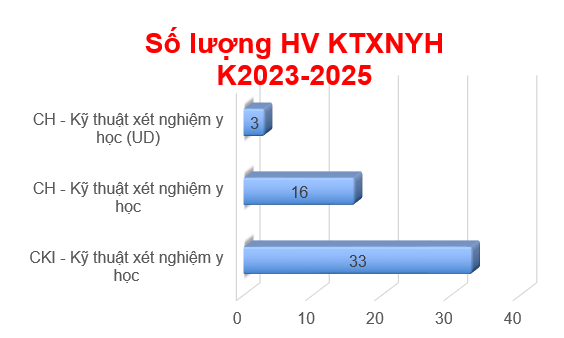 Số lượng HV KTXNYH
K2023-2025
CH - Kỹ thuật xét nghiệm y
học (UD)
3
CH - Kỹ thuật xét nghiệm y
học
16
CKI - Kỹ thuật xét nghiệm y
học
33
0 10 20 30 40